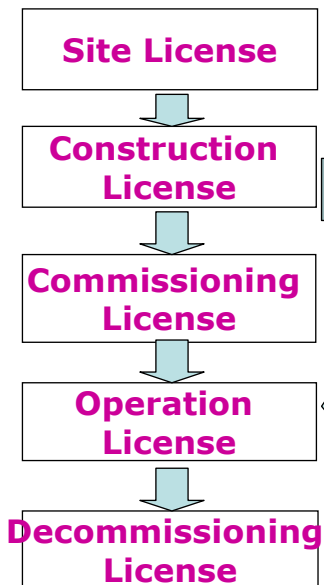 Site License
Construction
License
Commissioning
License
Operation
License
Decommissioning
License